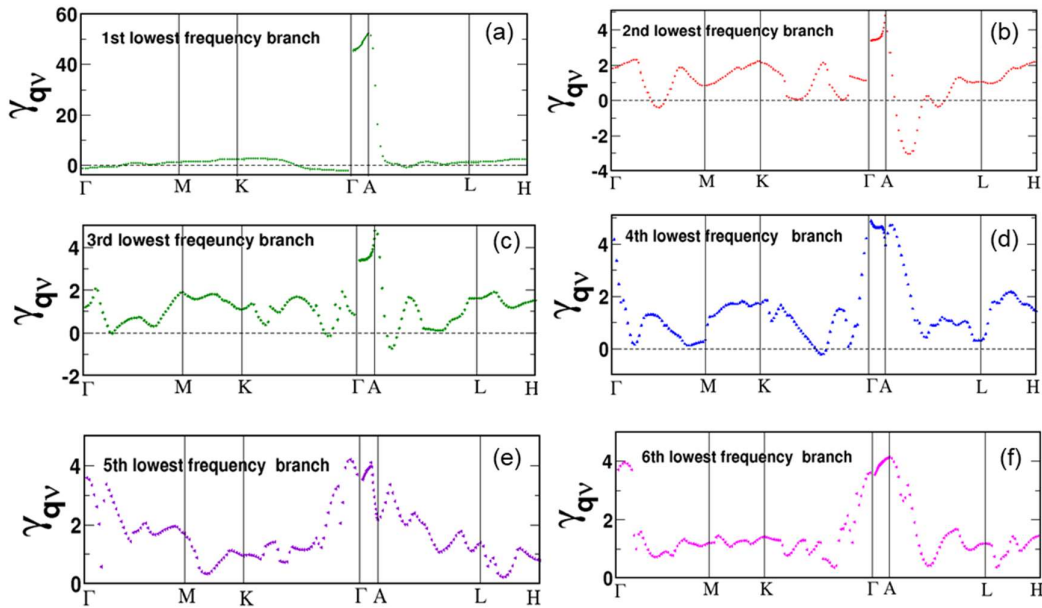 1st lowest frequency branch (a)
γqν
60
40
20
0
Γ M K Γ A L H
2nd lowest frequency branch (b)
γqν
4
2
0
-2
-4
Γ M K Γ A L H
3rd lowest freqeuncy branch (c)
γqν
4
2
0
-2
Γ M K Γ A L H
4th lowest frequency branch (d)
γqν
4
2
0
Γ M K Γ A L H
5th lowest frequency branch (e)
γqν
4
2
0
Γ M K Γ A L H
6th lowest frequency branch (f)
γqν
4
2
0
Γ M K Γ A L H